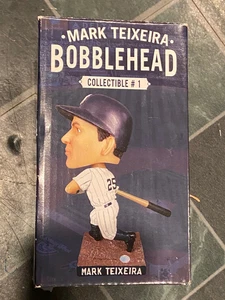 • MARK TEIXEIRA •
BOBBLEHEAD
COLLECTIBLE # 1
25
MARK TEIXEIRA